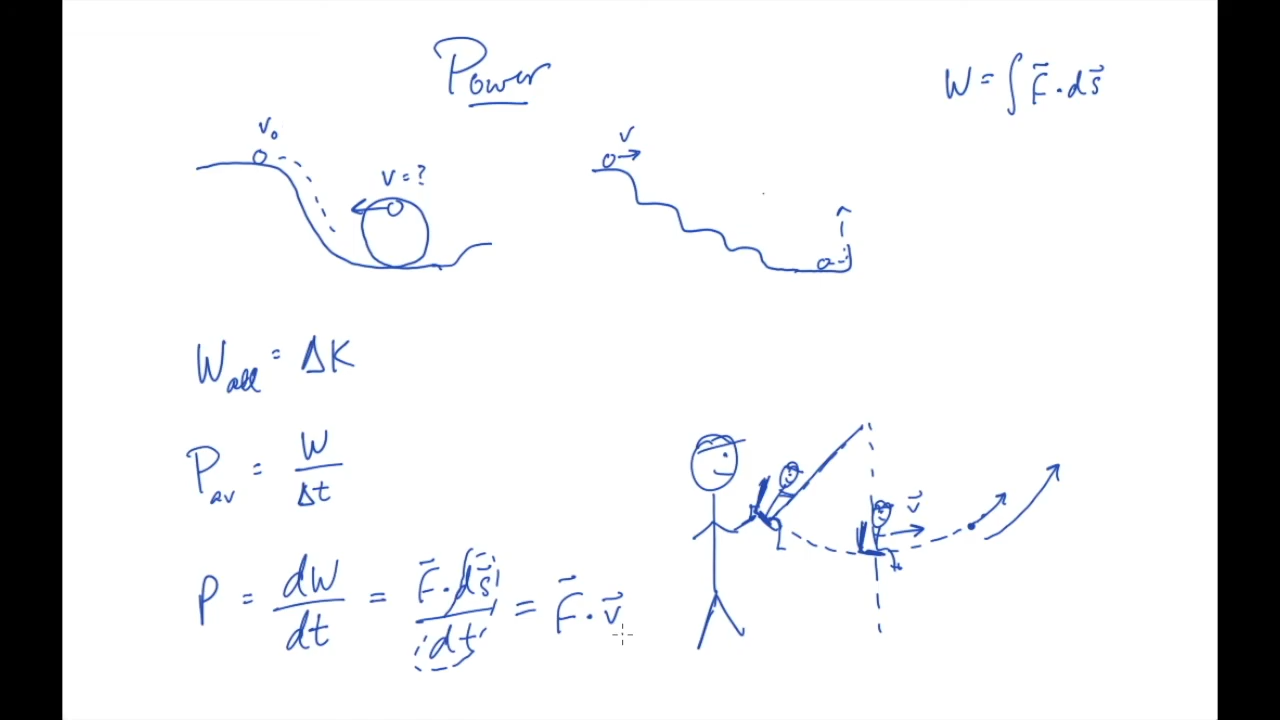 Power
W = ∫ F⃗ · ds⃗
v₀
v = ?
v
W_all = ΔK
P_av = W/Δt
P = dW/dt = F⃗ · ds⃗/dt = F⃗ · v⃗
v⃗